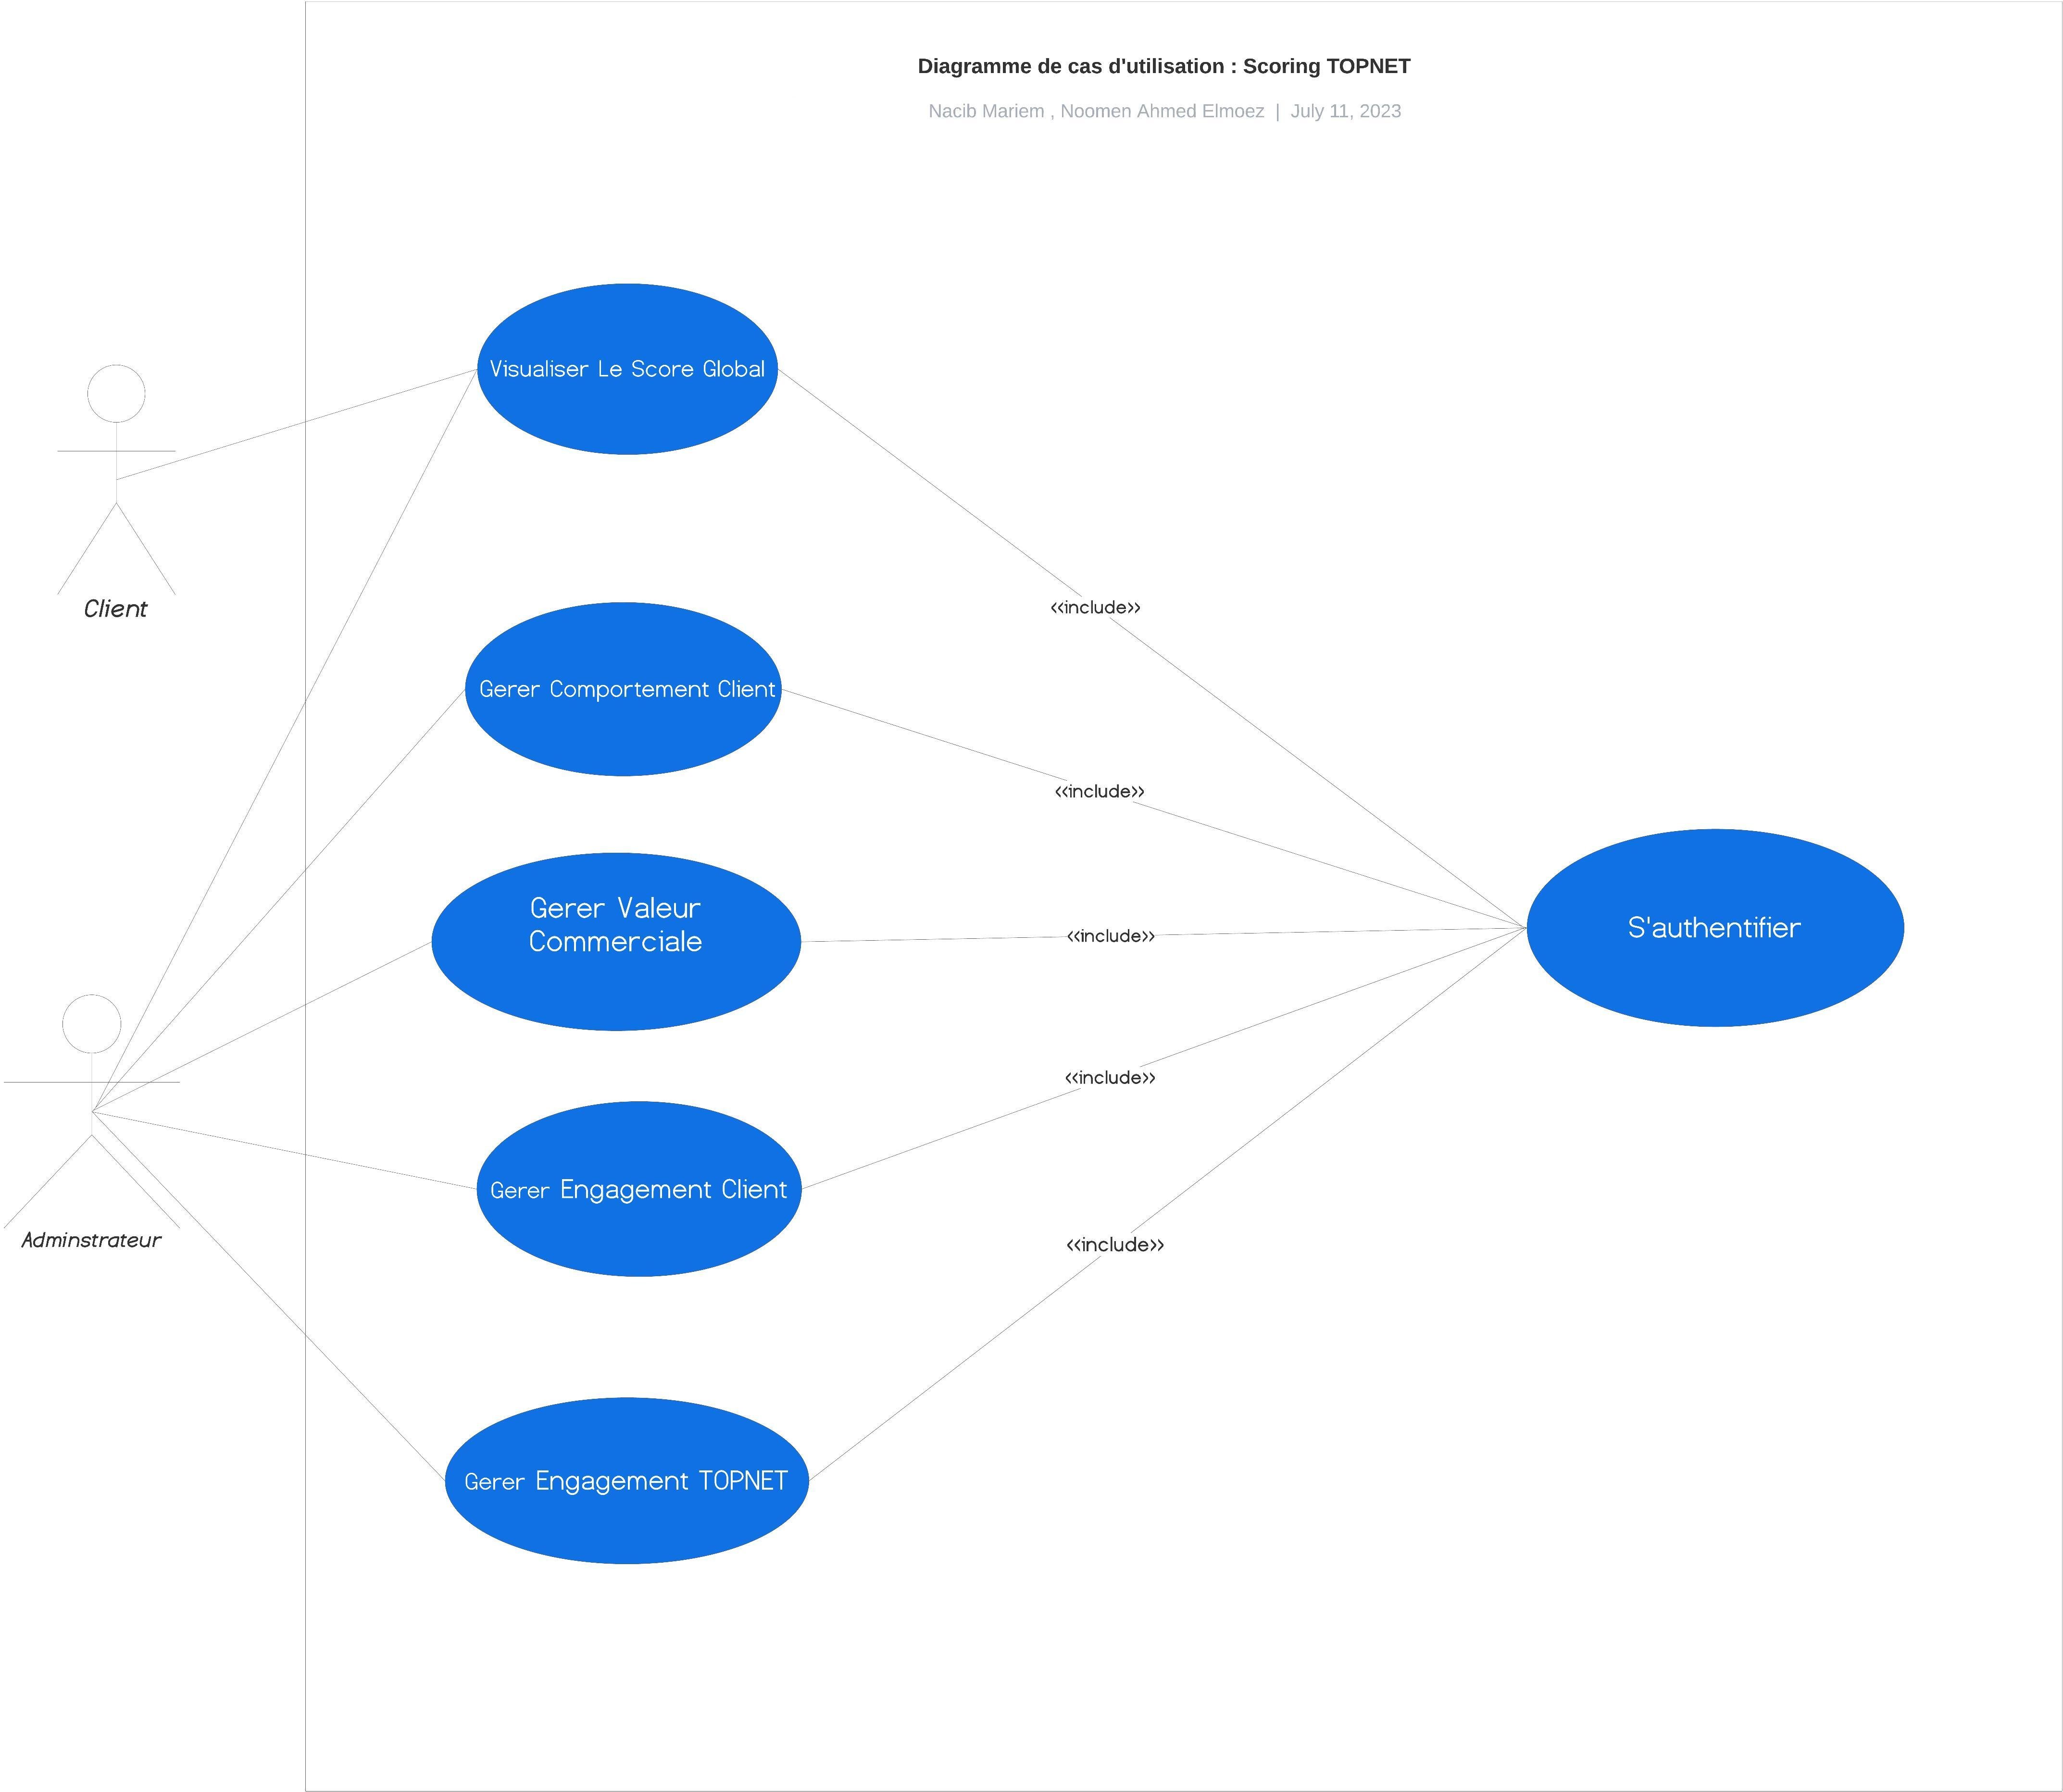 Diagramme de cas d'utilisation : Scoring TOPNET
Nacib Mariem , Noomen Ahmed Elmoez | July 11, 2023
Visualiser Le Score Global
Client
<<include>>
Gerer Comportement Client
<<include>>
Gerer Valeur
Commerciale
<<include>>
S'authentifier
<<include>>
Gerer Engagement Client
Adminstrateur
<<include>>
Gerer Engagement TOPNET